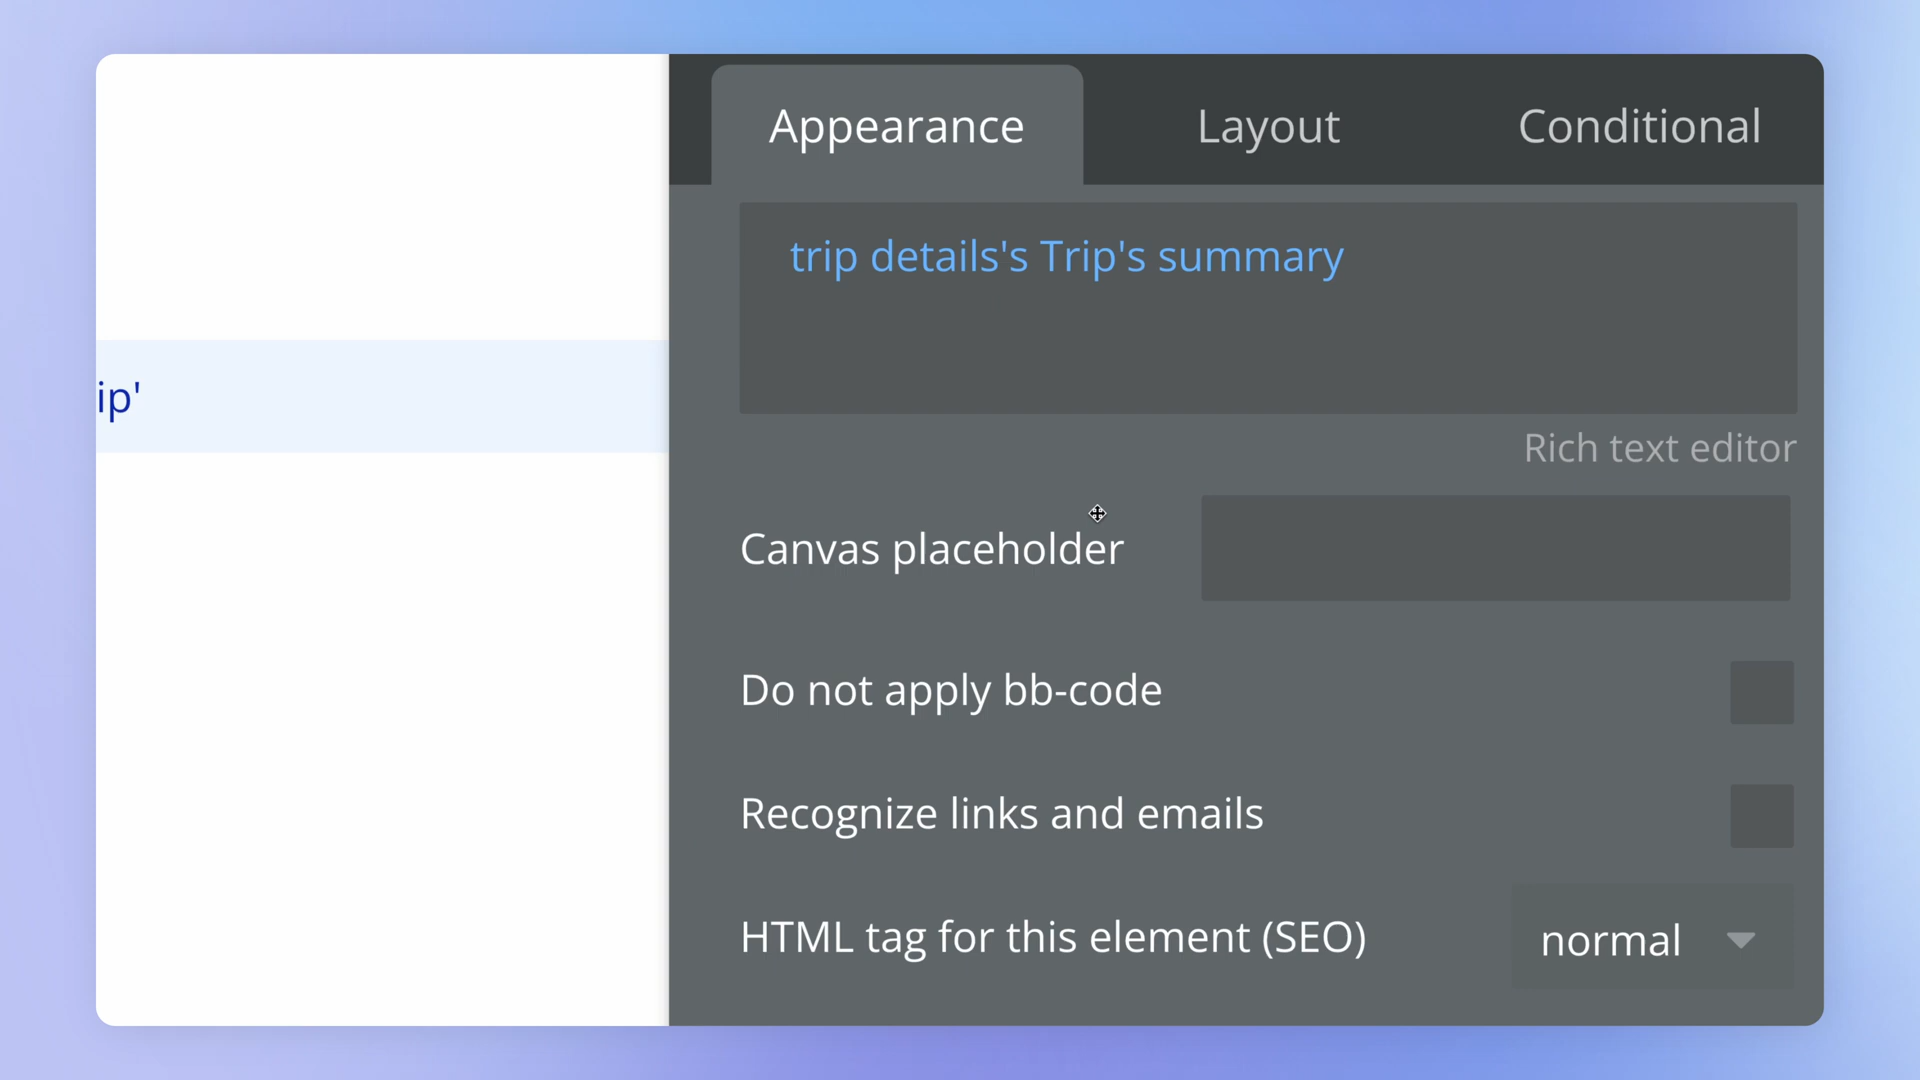 Appearance
Layout
Conditional
trip details's Trip's summary
ip'
Rich text editor
Canvas placeholder
Do not apply bb-code
Recognize links and emails
HTML tag for this element (SEO)
normal